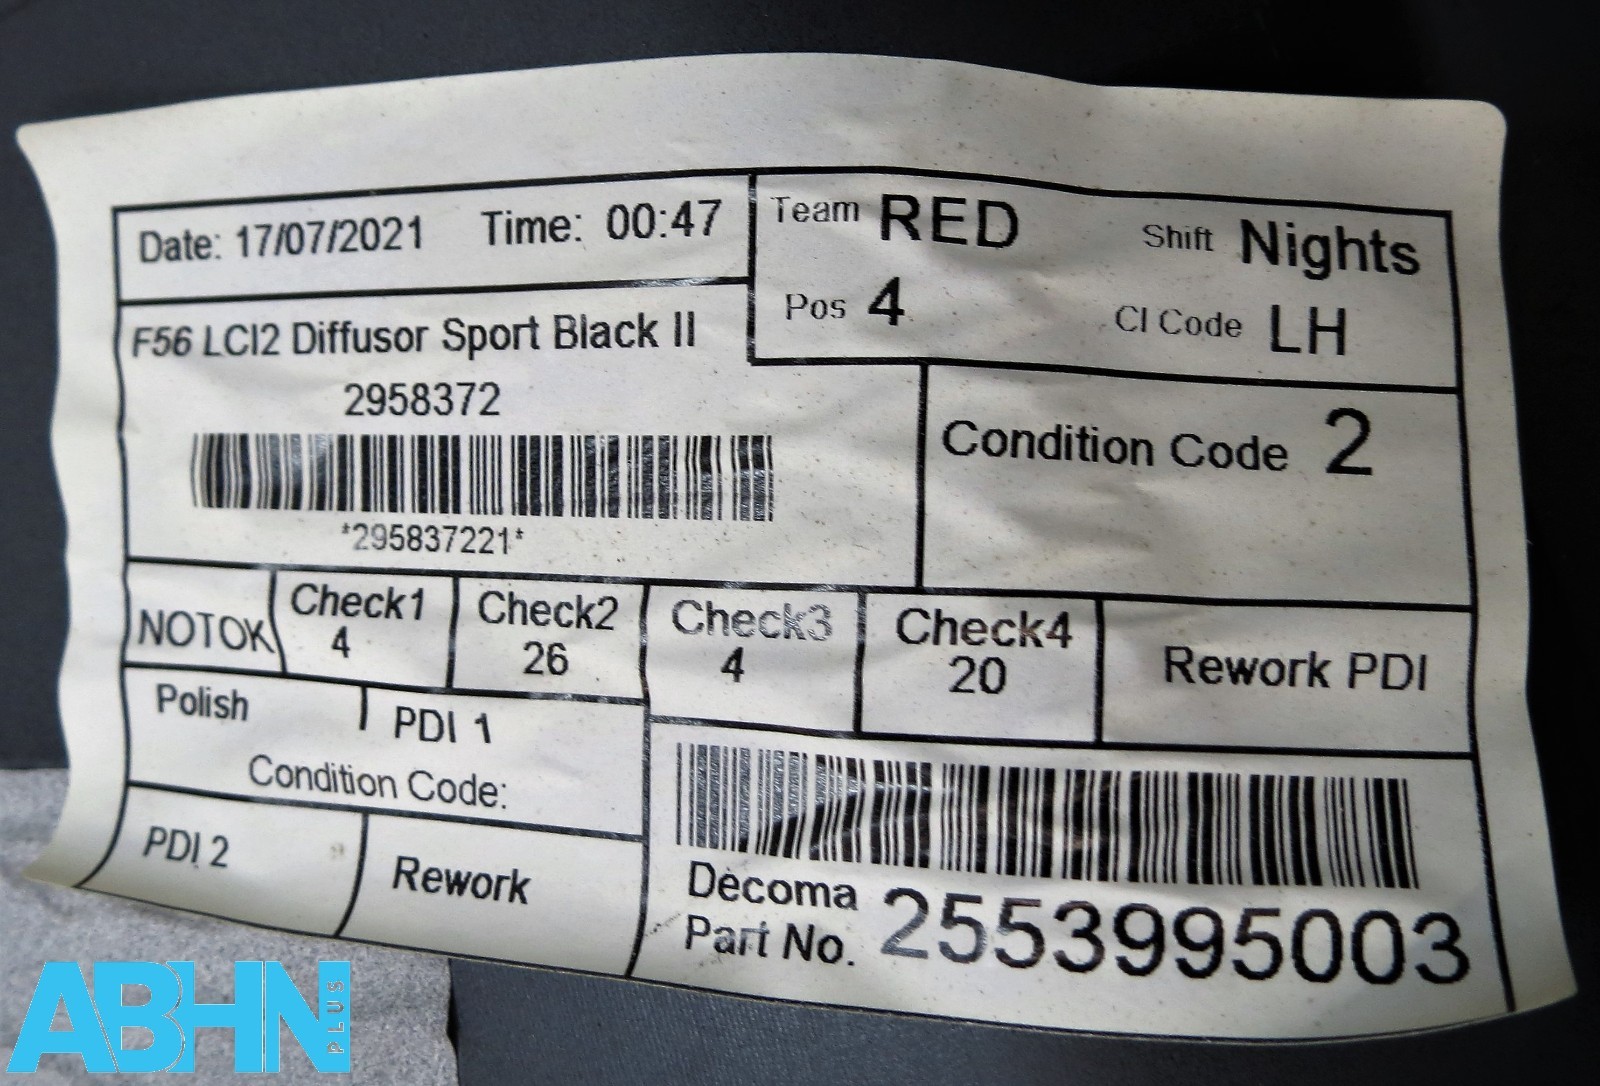 Date: 17/07/2021 Time: 00:47
Team RED Shift Nights
Pos 4 CI Code LH
F56 LCI2 Diffusor Sport Black II
2958372
*295837221*
Condition Code 2
NOTOK Check1 Check2 Check3 Check4 Rework PDI
4 26 4 20
Polish PDI 1
Condition Code:
PDI 2 Rework
Decoma
Part No. 2553995003
ABHN PLUS